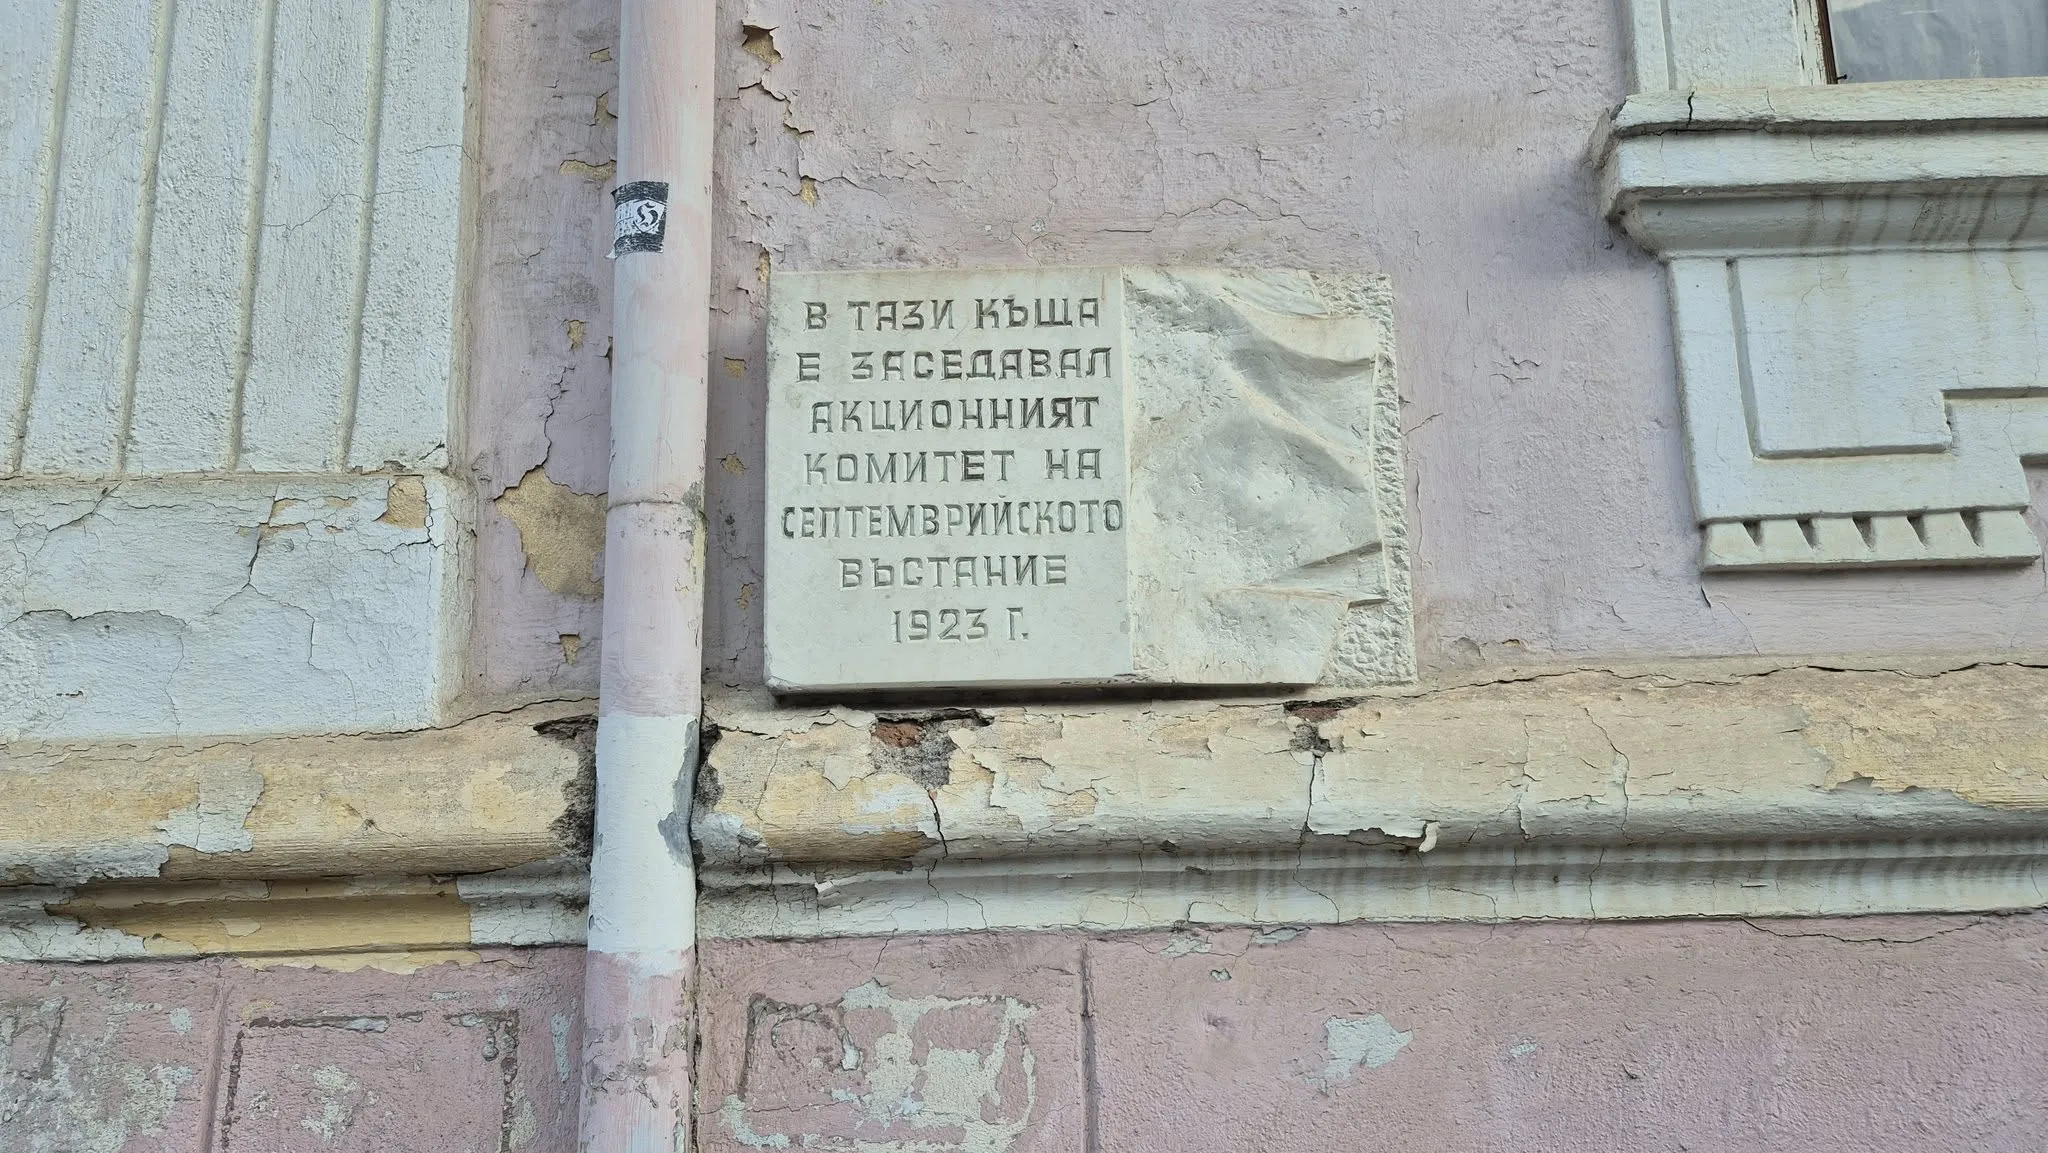 В ТАЗИ КЪЩА
Е ЗАСЕДАВАЛ
АКЦИОННИЯТ
КОМИТЕТ НА
СЕПТЕМВРИЙСКОТО
ВЪСТАНИЕ
1923 Г.